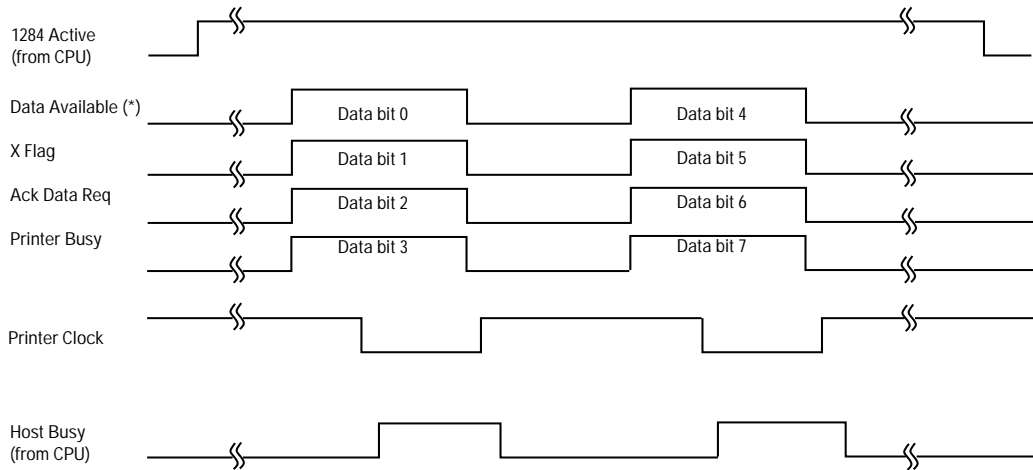 1284 Active
(from CPU)
Data Available (*)
Data bit 0
Data bit 4
X Flag
Data bit 1
Data bit 5
Ack Data Req
Data bit 2
Data bit 6
Printer Busy
Data bit 3
Data bit 7
Printer Clock
Host Busy
(from CPU)